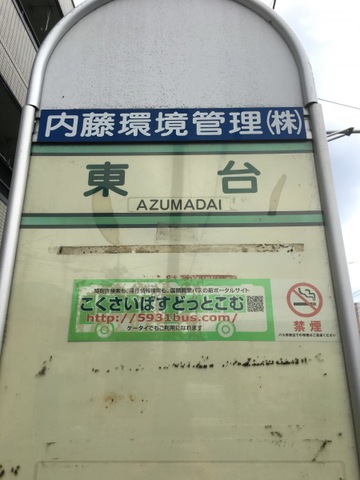 内藤環境管理(株)
東台
AZUMADAI
こくさいばすどっとこむ
http://5931bus.com/
ケータイでもご利用になれます
禁煙